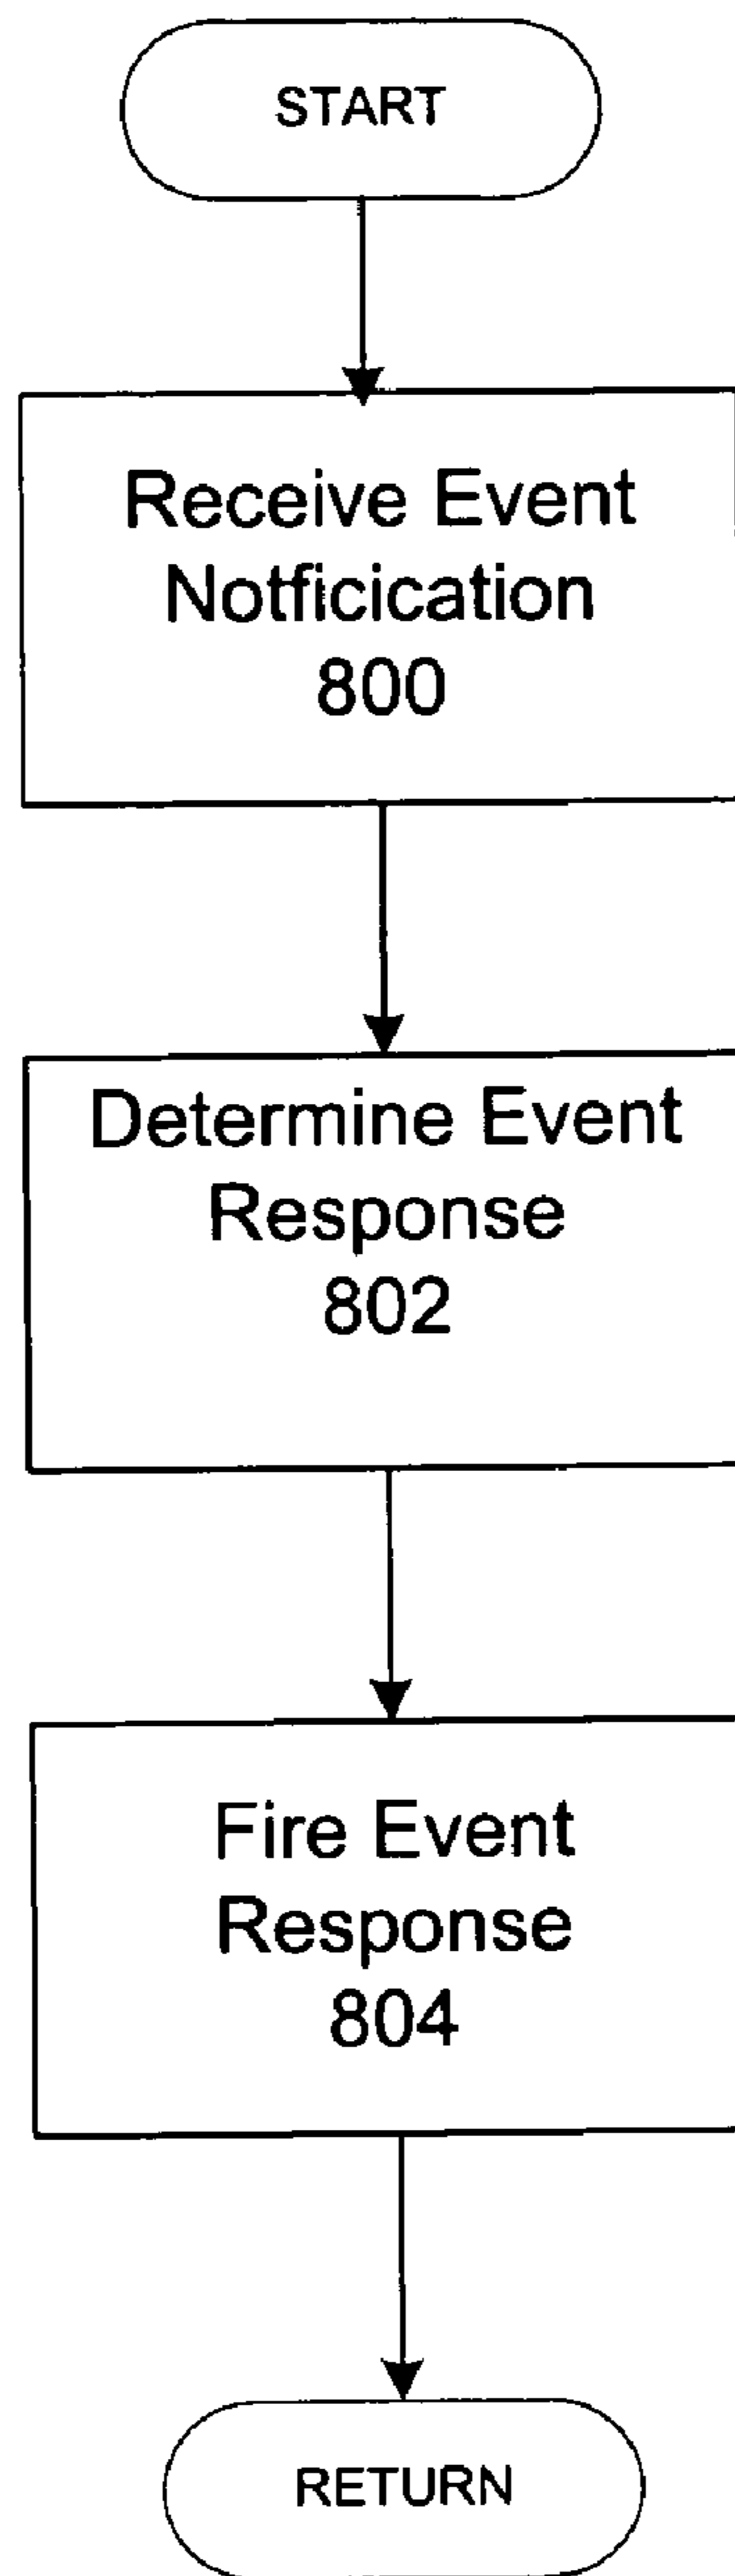 START
Receive Event
Notficication
800
Determine Event
Response
802
Fire Event
Response
804
RETURN